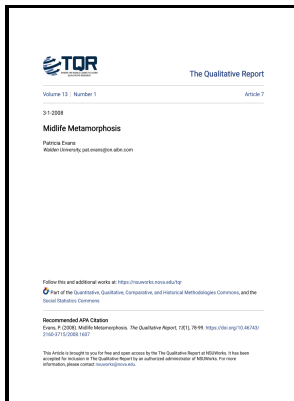 TQR
The Qualitative Report
Volume 13 | Number 1
Article 7
3-1-2008
Midlife Metamorphosis
Patricia Evans
Walden University, pat.evans@on.aibn.com
Follow this and additional works at: https://nsuworks.nova.edu/tqr
Part of the Quantitative, Qualitative, Comparative, and Historical Methodologies Commons, and the
Social Statistics Commons
Recommended APA Citation
Evans, P. (2008). Midlife Metamorphosis. The Qualitative Report, 13(1), 78-99. https://doi.org/10.46743/
2160-3715/2008.1607
This Article is brought to you for free and open access by the The Qualitative Report at NSUWorks. It has been
accepted for inclusion in The Qualitative Report by an authorized administrator of NSUWorks. For more
information, please contact nsuworks@nova.edu.